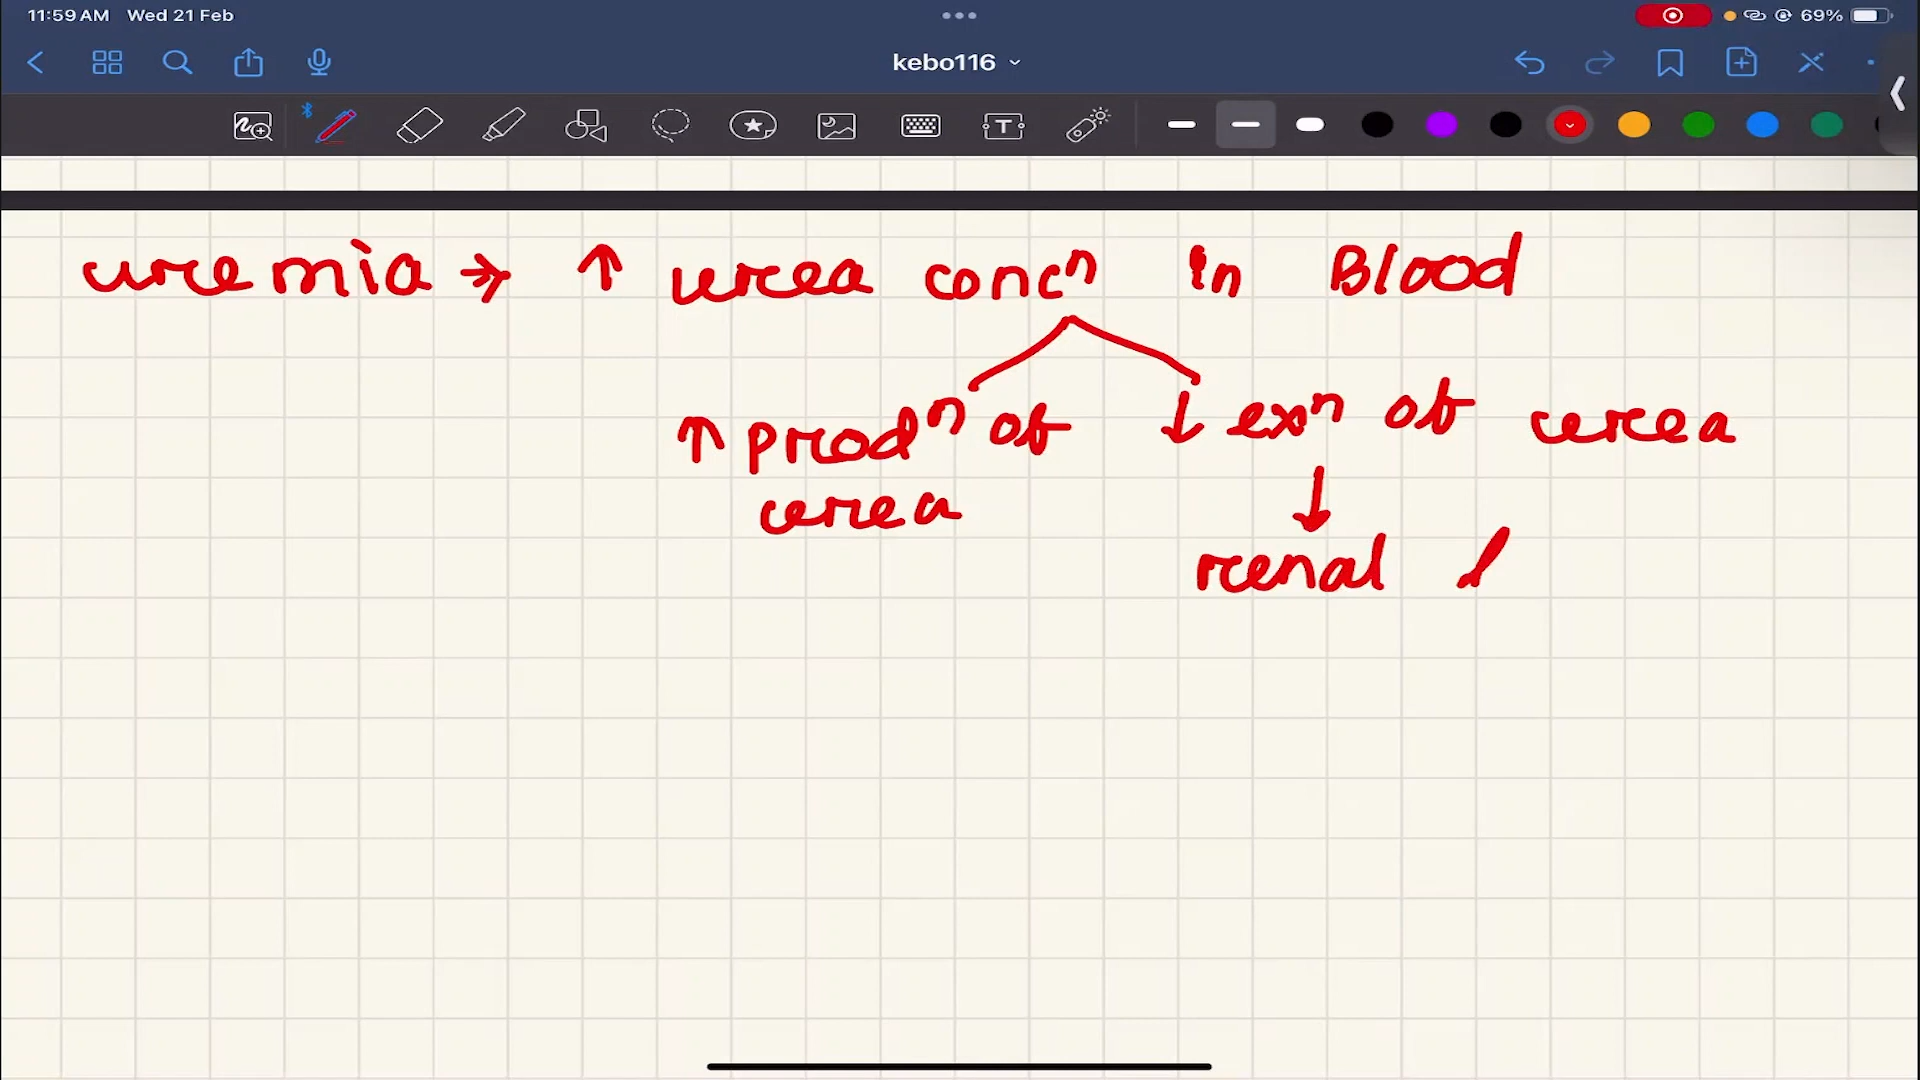 11:59 AM Wed 21 Feb
69%
kebo116
T
uremia → ↑ urea concⁿ in Blood
↑ prodⁿ of ↓ exⁿ of urea
urea
↓
renal